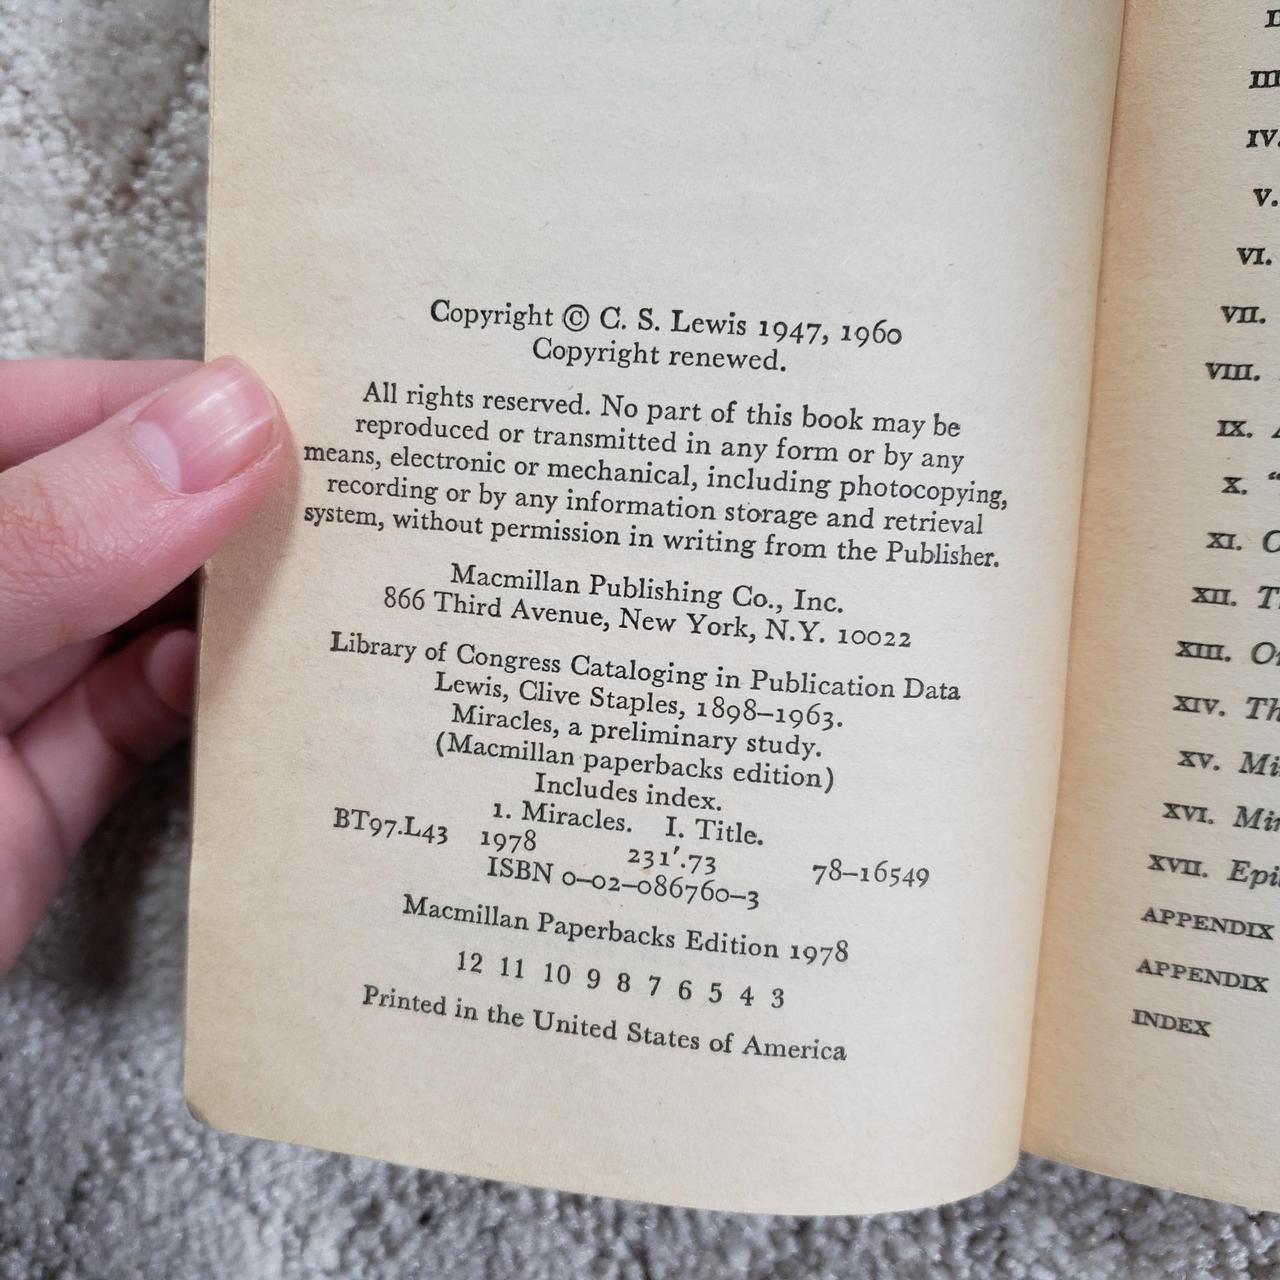 Copyright © C. S. Lewis 1947, 1960
Copyright renewed.
All rights reserved. No part of this book may be
reproduced or transmitted in any form or by any
means, electronic or mechanical, including photocopying,
recording or by any information storage and retrieval
system, without permission in writing from the Publisher.
Macmillan Publishing Co., Inc.
866 Third Avenue, New York, N.Y. 10022
Library of Congress Cataloging in Publication Data
Lewis, Clive Staples, 1898–1963.
Miracles, a preliminary study.
(Macmillan paperbacks edition)
Includes index.
1. Miracles. I. Title.
BT97.L43 1978 231'.73 78–16549
ISBN 0–02–086760–3
Macmillan Paperbacks Edition 1978
12 11 10 9 8 7 6 5 4 3
Printed in the United States of America
III
IV.
V.
VI.
VII.
VIII.
IX.
X. "
XI.
XII.
XIII.
XIV.
XV.
XVI.
XVII.
APPENDIX
APPENDIX
INDEX